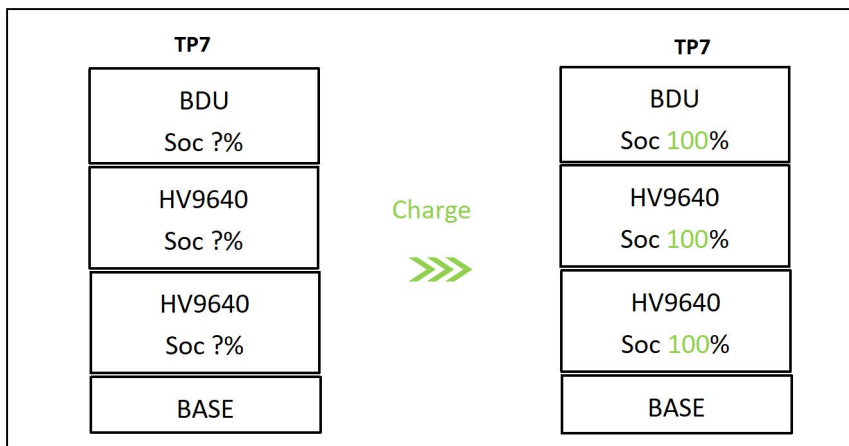 TP7
BDU
Soc ?%
HV9640
Soc ?%
HV9640
Soc ?%
BASE
Charge
TP7
BDU
Soc 100%
HV9640
Soc 100%
HV9640
Soc 100%
BASE